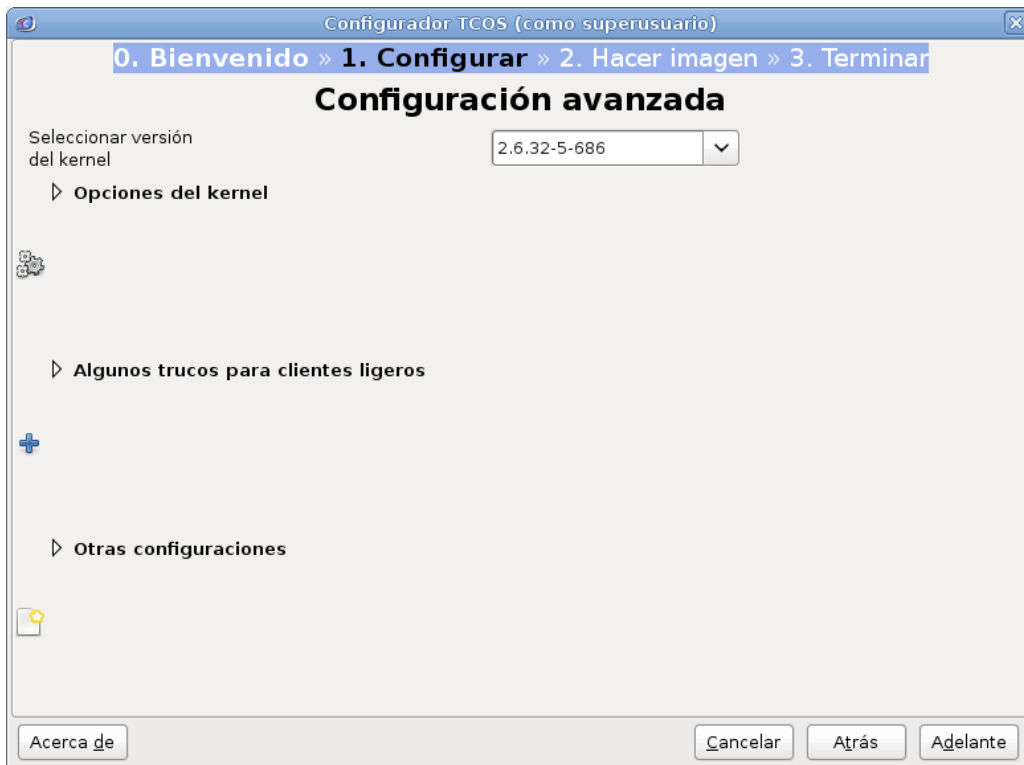 Configurador TCOS (como superusuario)
0. Bienvenido » 1. Configurar » 2. Hacer imagen » 3. Terminar
Configuración avanzada
Seleccionar versión
del kernel
2.6.32-5-686
Opciones del kernel
Algunos trucos para clientes ligeros
Otras configuraciones
Acerca de
Cancelar
Atrás
Adelante